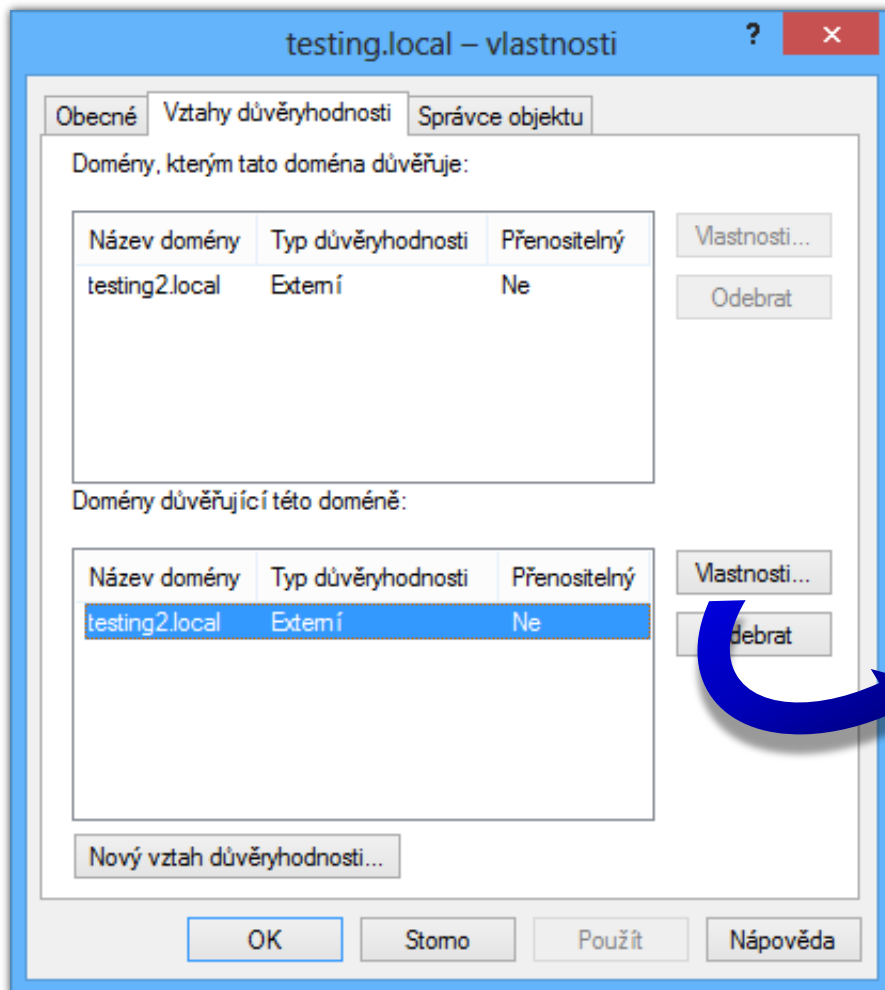 testing.local – vlastnosti
?
Obecné Vztahy důvěryhodnosti Správce objektu
Domény, kterým tato doména důvěřuje:
Název domény Typ důvěryhodnosti Přenositelný
testing2.local Externí Ne
Vlastnosti...
Odebrat
Domény důvěřující této doméně:
Název domény Typ důvěryhodnosti Přenositelný
testing2.local Externí Ne
Vlastnosti...
Odebrat
Nový vztah důvěryhodnosti...
OK Storno Použít Nápověda